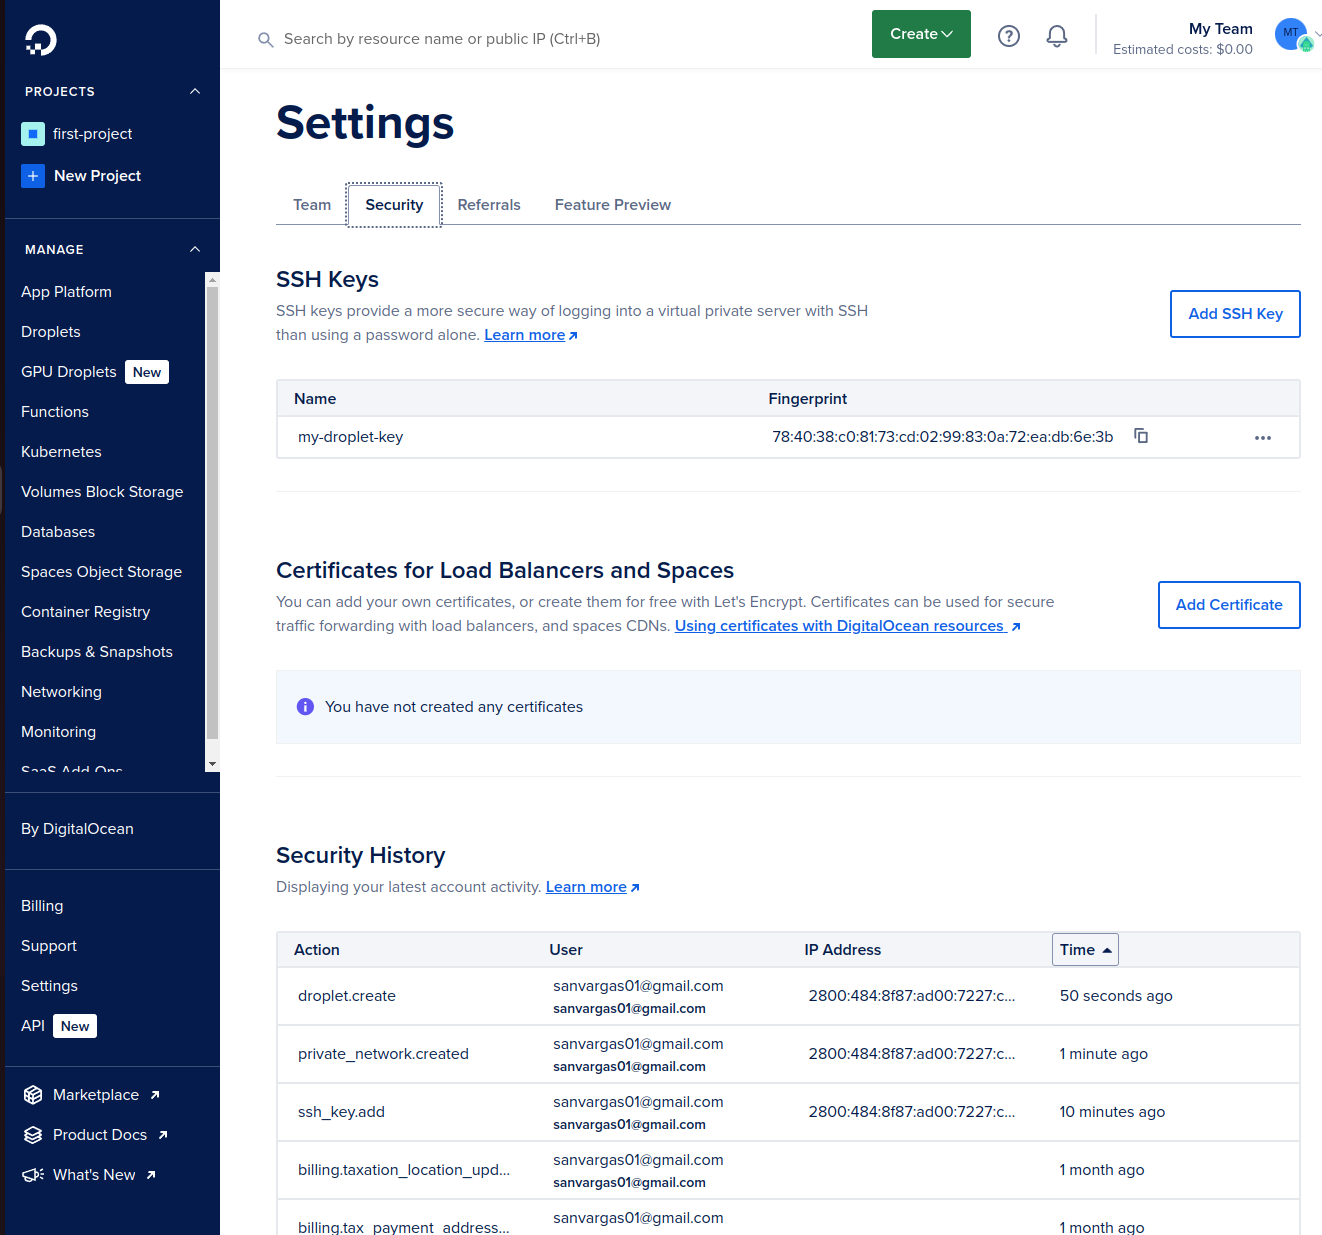 Search by resource name or public IP (Ctrl+B)
Create
My Team
Estimated costs: $0.00
MT
PROJECTS
first-project
New Project
MANAGE
App Platform
Droplets
GPU Droplets New
Functions
Kubernetes
Volumes Block Storage
Databases
Spaces Object Storage
Container Registry
Backups & Snapshots
Networking
Monitoring
SaaS Add-Ons
By DigitalOcean
Billing
Support
Settings
API New
Marketplace
Product Docs
What's New
Settings
Team Security Referrals Feature Preview
SSH Keys
SSH keys provide a more secure way of logging into a virtual private server with SSH
than using a password alone. Learn more
Add SSH Key
Name Fingerprint
my-droplet-key 78:40:38:c0:81:73:cd:02:99:83:0a:72:ea:db:6e:3b
Certificates for Load Balancers and Spaces
You can add your own certificates, or create them for free with Let's Encrypt. Certificates can be used for secure
traffic forwarding with load balancers, and spaces CDNs. Using certificates with DigitalOcean resources
Add Certificate
You have not created any certificates
Security History
Displaying your latest account activity. Learn more
Action User IP Address Time
droplet.create sanvargas01@gmail.com 2800:484:8f87:ad00:7227:c... 50 seconds ago
sanvargas01@gmail.com
private_network.created sanvargas01@gmail.com 2800:484:8f87:ad00:7227:c... 1 minute ago
sanvargas01@gmail.com
ssh_key.add sanvargas01@gmail.com 2800:484:8f87:ad00:7227:c... 10 minutes ago
sanvargas01@gmail.com
billing.taxation_location_upd... sanvargas01@gmail.com 1 month ago
sanvargas01@gmail.com
billing.tax_payment_address... sanvargas01@gmail.com 1 month ago